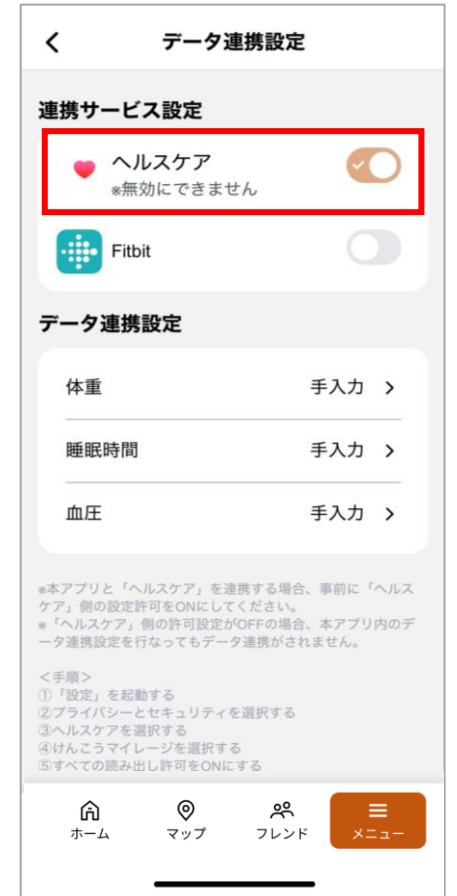 データ連携設定
連携サービス設定
ヘルスケア
※無効にできません
Fitbit
データ連携設定
体重 手入力
睡眠時間 手入力
血圧 手入力
※本アプリと「ヘルスケア」を連携する場合、事前に「ヘルス
ケア」側の設定許可をONにしてください。
※「ヘルスケア」側の許可設定がOFFの場合、本アプリ内のデ
ータ連携設定を行なってもデータ連携がされません。
<手順>
①「設定」を起動する
②プライバシーとセキュリティを選択する
③ヘルスケアを選択する
④けんこうマイレージを選択する
⑤すべての読み出し許可をONにする
ホーム マップ フレンド メニュー